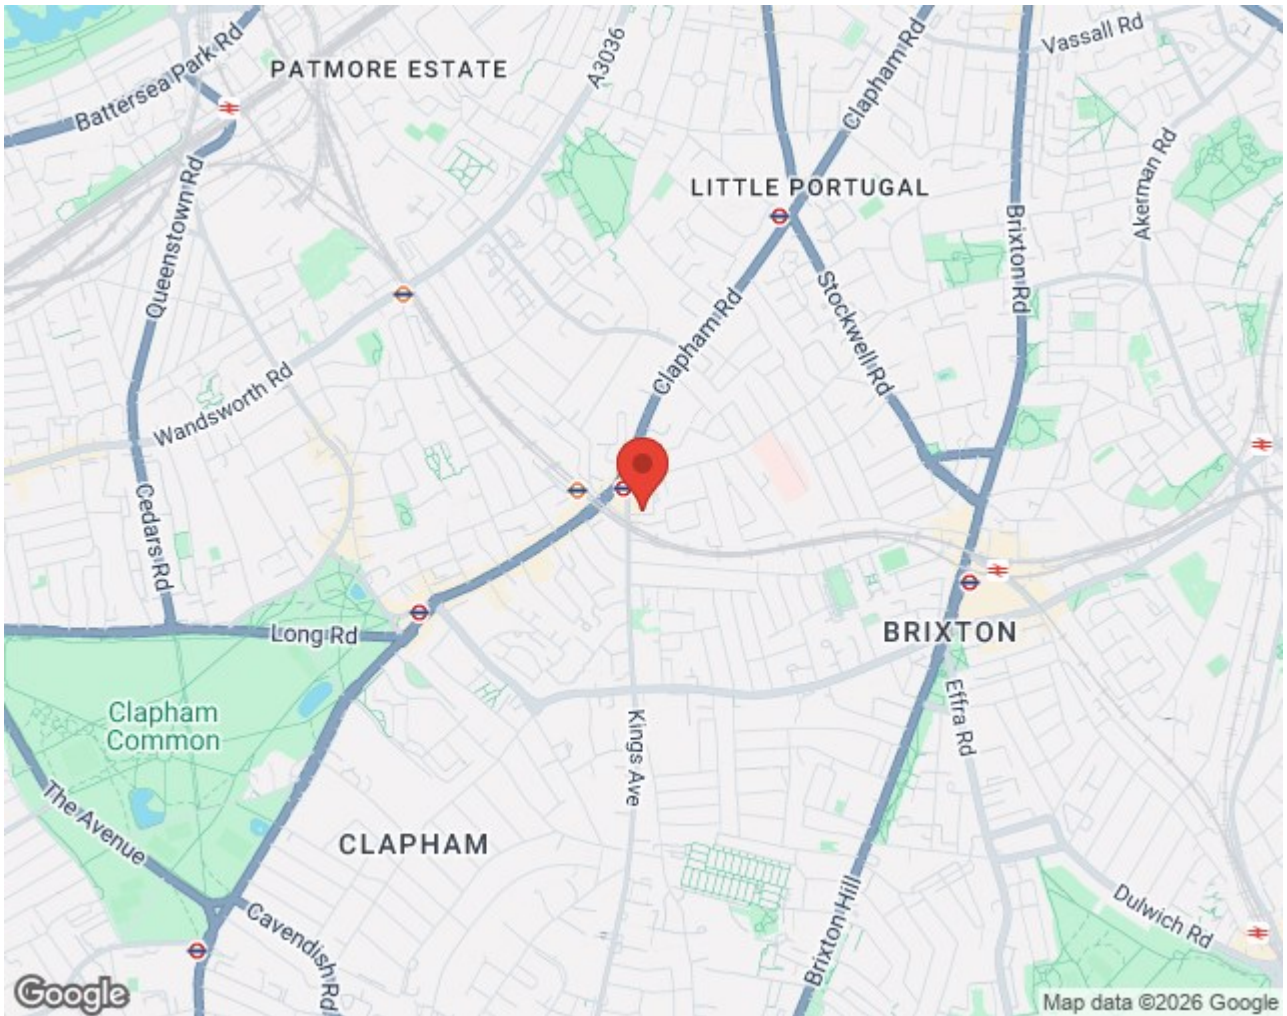 Battersea Park Rd
PATMORE ESTATE
A3036
Clapham Rd
Vassall Rd
LITTLE PORTUGAL
Akerman Rd
Queenstown Rd
Brixton Rd
Stockwell Rd
Clapham Rd
Wandsworth Rd
Cedars Rd
Long Rd
BRIXTON
Effra Rd
Clapham
Common
Kings Ave
The Avenue
CLAPHAM
Brixton Hill
Dulwich Rd
Cavendish Rd
Google
Map data ©2026 Google